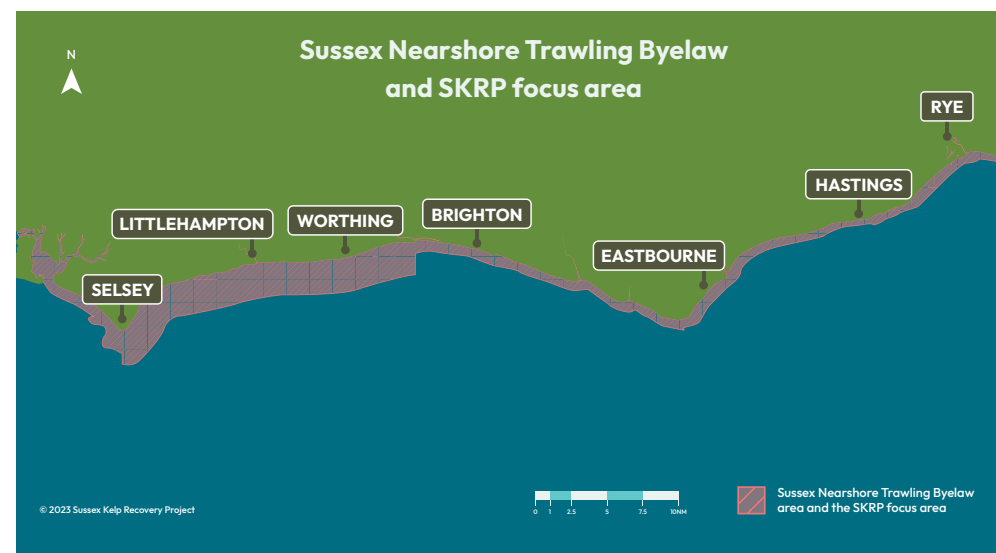 Sussex Nearshore Trawling Byelaw
and SKRP focus area
N
RYE
HASTINGS
BRIGHTON
WORTHING
LITTLEHAMPTON
EASTBOURNE
SELSEY
0 1 2.5 5 7.5 10NM
Sussex Nearshore Trawling Byelaw
area and the SKRP focus area
© 2023 Sussex Kelp Recovery Project